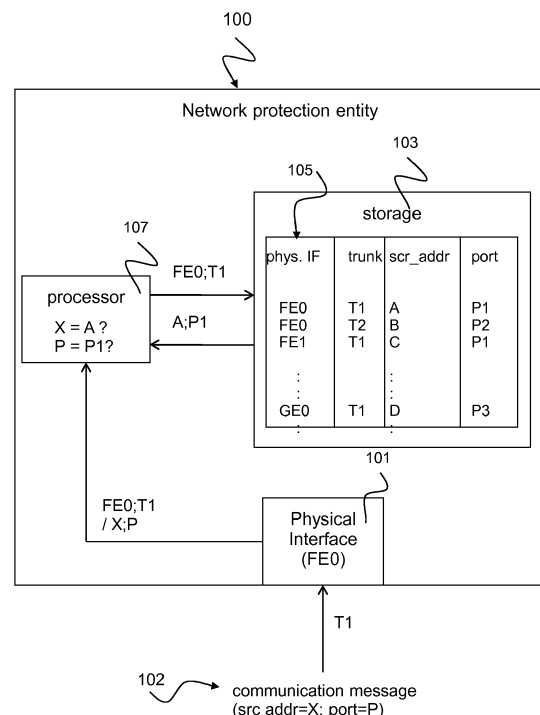 100
Network protection entity
103
105
storage
107
phys. IF trunk scr_addr port
FE0;T1
processor
FE0 T1 A P1
X = A ?
A;P1
FE0 T2 B P2
P = P1?
FE1 T1 C P1
GE0 T1 D P3
101
FE0;T1
/ X;P
Physical
Interface
(FE0)
T1
102
communication message
(src addr=X; port=P)